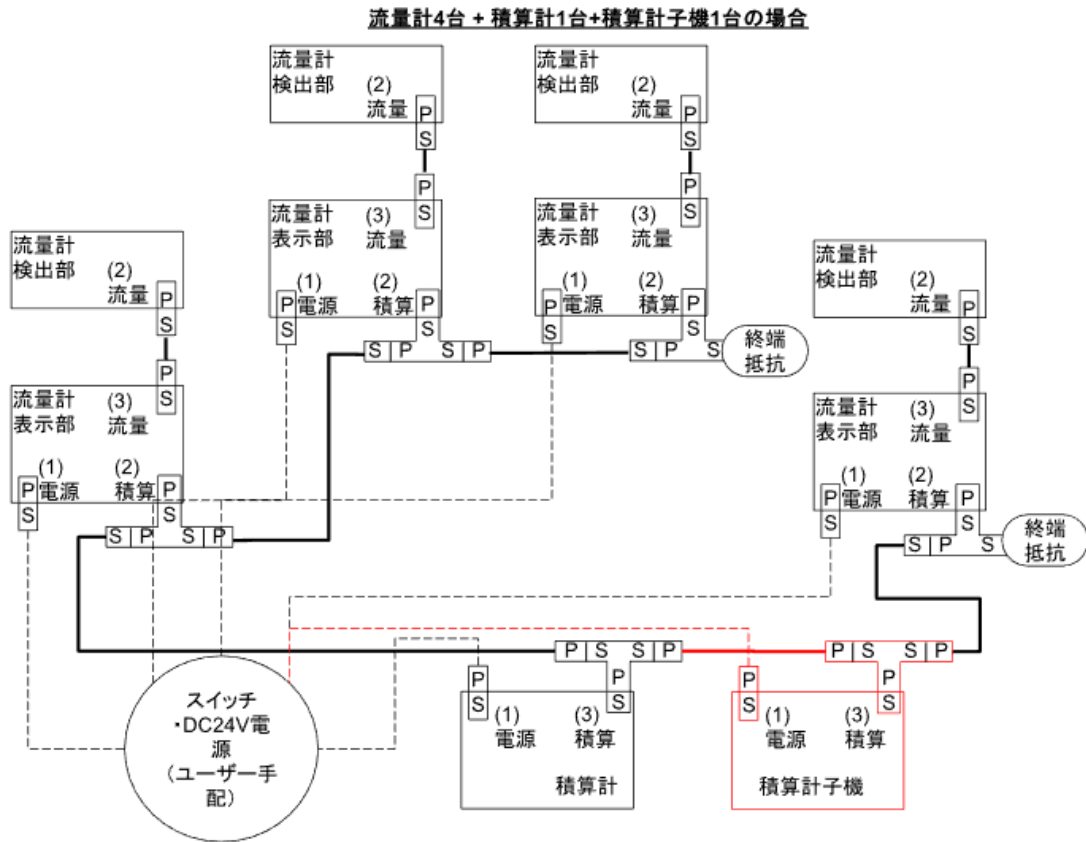 流量計4台 + 積算計1台+積算計子機1台の場合
流量計
検出部 (2)
流量
P
S
P
S
流量計
表示部 (3)
流量
(1) (2)
電源 積算
P
S
P
S
S P S P
流量計
検出部 (2)
流量
P
S
P
S
流量計
表示部 (3)
流量
(1) (2)
電源 積算
P
S
P
S
S P S
終端
抵抗
流量計
検出部 (2)
流量
P
S
P
S
流量計
表示部 (3)
流量
(1) (2)
電源 積算
P
S
P
S
S P S P
流量計
検出部 (2)
流量
P
S
P
S
流量計
表示部 (3)
流量
(1) (2)
電源 積算
P
S
P
S
S P S
終端
抵抗
スイッチ
・DC24V電
源
（ユーザー手
配）
P S S P
P
S
P
S
(1) (3)
電源 積算
積算計
P S S P
P
S
P
S
(1) (3)
電源 積算
積算計子機